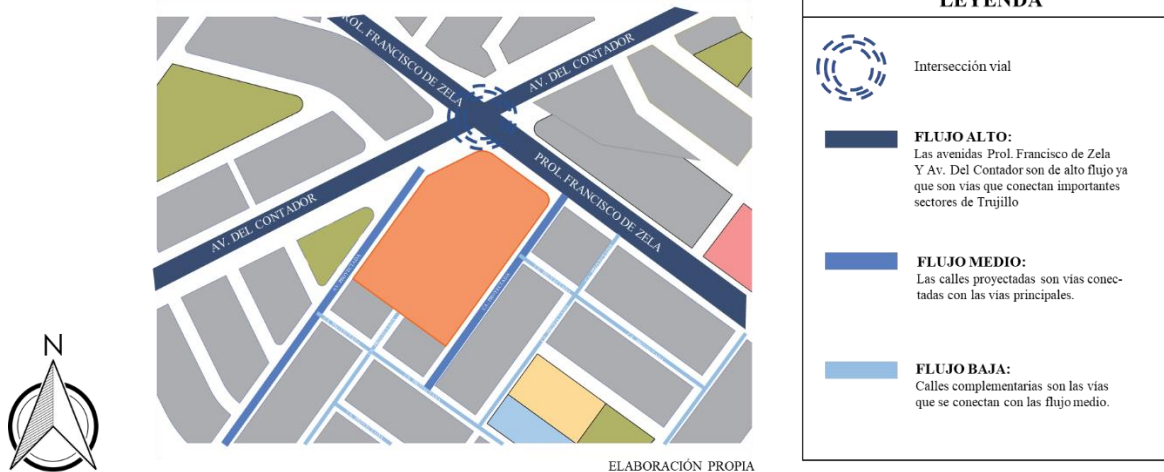 LEYENDA
PROL. FRANCISCO DE ZELA
AV. DEL CONTADOR
AV. DEL CONTADOR
PROL. FRANCISCO DE ZELA
Intersección vial
FLUJO ALTO:
Las avenidas Prol. Francisco de Zela
Y Av. Del Contador son de alto flujo ya
que son vías que conectan importantes
sectores de Trujillo
FLUJO MEDIO:
Las calles proyectadas son vías conec-
tadas con las vías principales.
FLUJO BAJA:
Calles complementarias son las vías
que se conectan con las flujo medio.
N
ELABORACIÓN PROPIA